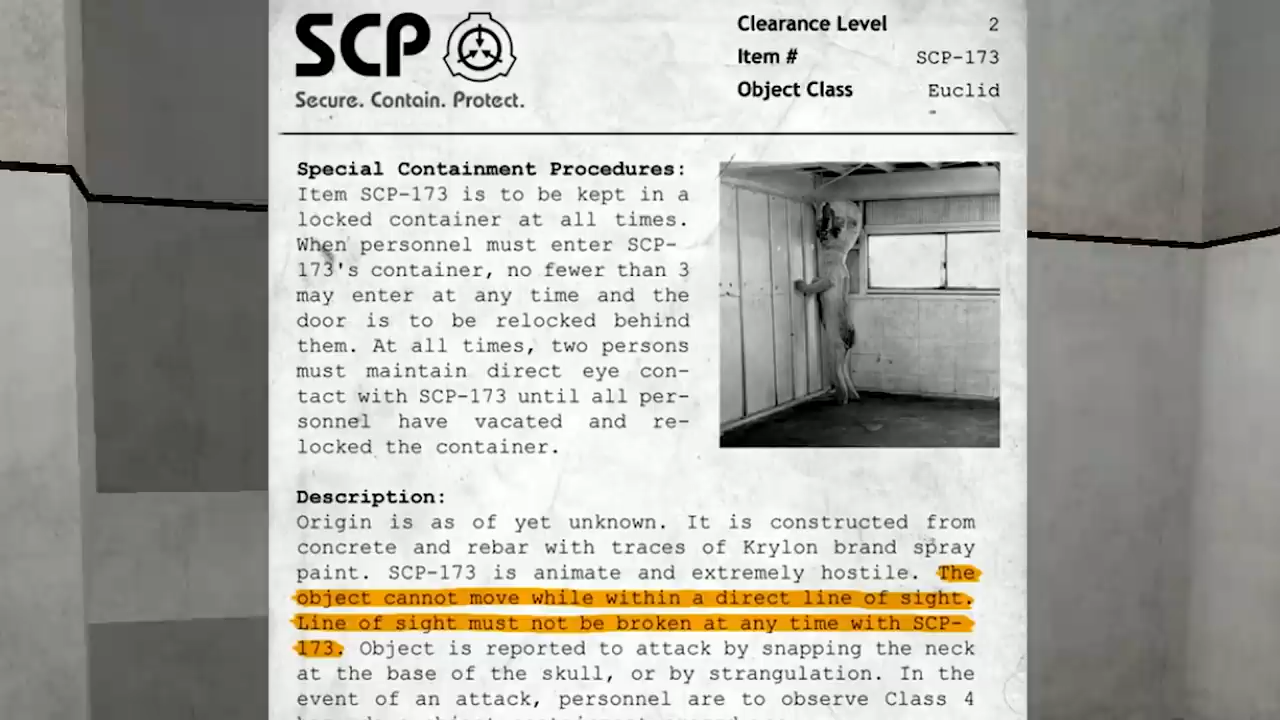 SCP
Secure. Contain. Protect.
Clearance Level 2
Item # SCP-173
Object Class Euclid
Special Containment Procedures:
Item SCP-173 is to be kept in a
locked container at all times.
When personnel must enter SCP-
173's container, no fewer than 3
may enter at any time and the
door is to be relocked behind
them. At all times, two persons
must maintain direct eye con-
tact with SCP-173 until all per-
sonnel have vacated and re-
locked the container.
Description:
Origin is as of yet unknown. It is constructed from
concrete and rebar with traces of Krylon brand spray
paint. SCP-173 is animate and extremely hostile. The
object cannot move while within a direct line of sight.
Line of sight must not be broken at any time with SCP-
173. Object is reported to attack by snapping the neck
at the base of the skull, or by strangulation. In the
event of an attack, personnel are to observe Class 4